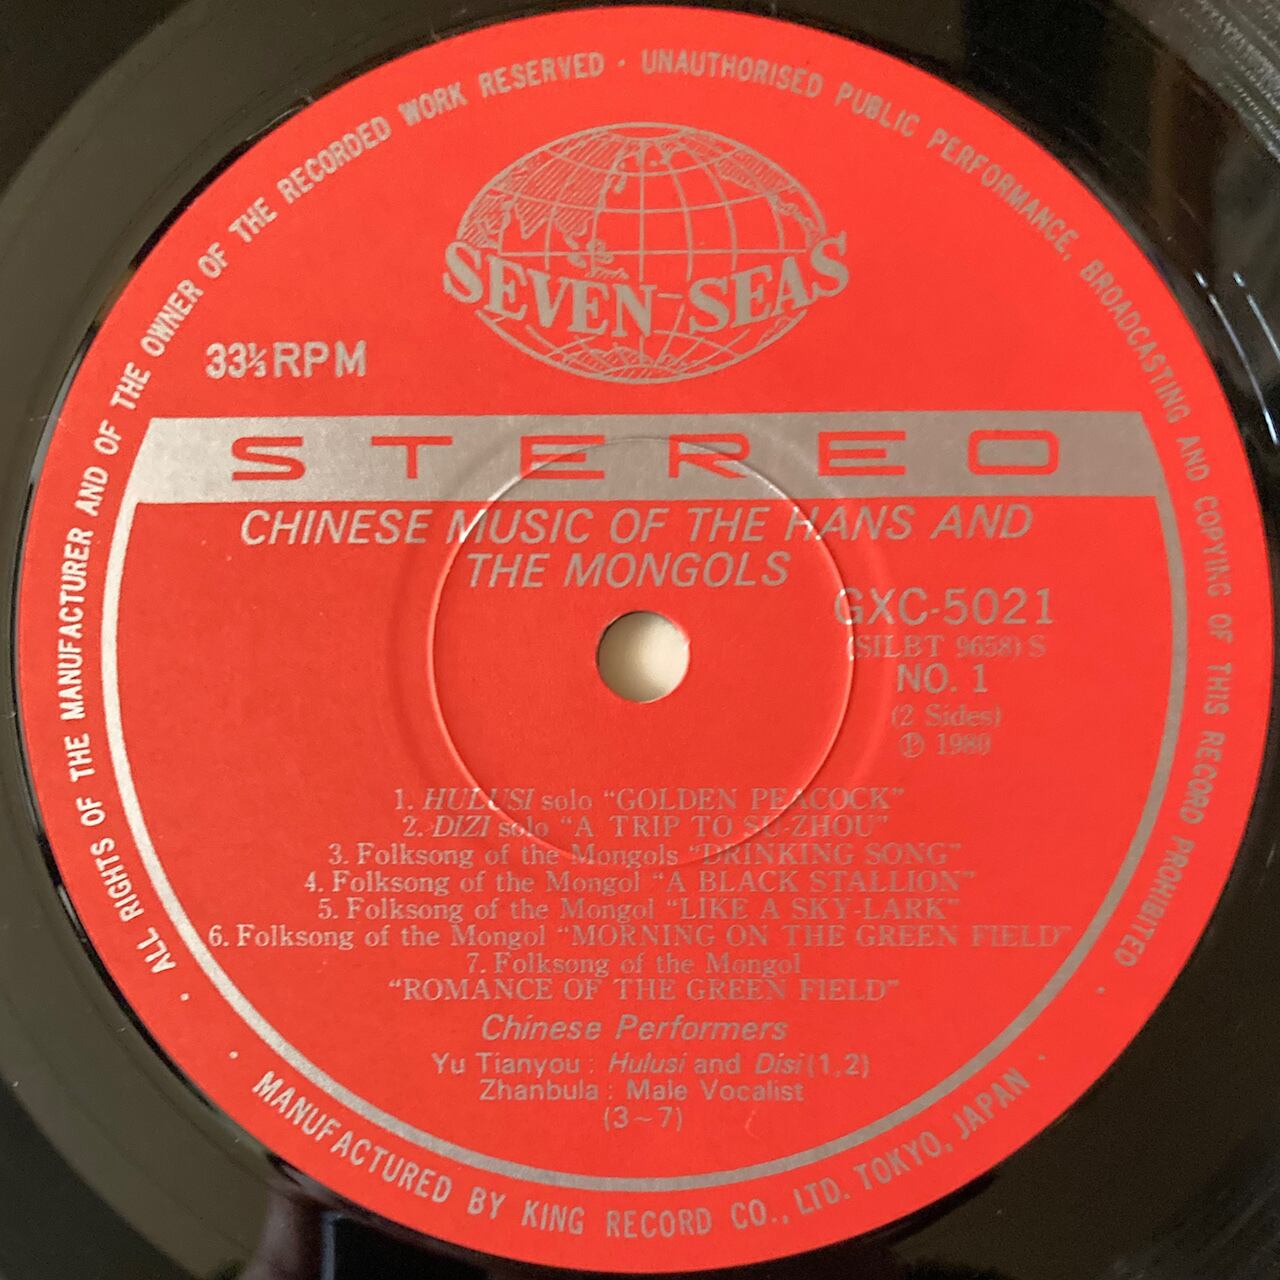 ALL RIGHTS OF THE MANUFACTURER AND OF THE OWNER OF THE RECORDED WORK RESERVED · UNAUTHORISED PUBLIC PERFORMANCE, BROADCASTING AND COPYING OF THIS RECORD PROHIBITED
SEVEN-SEAS
33⅓ RPM
STEREO
CHINESE MUSIC OF THE HANS AND
THE MONGOLS
GXC-5021
(SILBT 9658) S
NO. 1
(2 Sides)
Ⓟ 1980
1. HULUSI solo “GOLDEN PEACOCK”
2. DIZI solo “A TRIP TO SU-ZHOU”
3. Folksong of the Mongols “DRINKING SONG”
4. Folksong of the Mongol “A BLACK STALLION”
5. Folksong of the Mongol “LIKE A SKY-LARK”
6. Folksong of the Mongol “MORNING ON THE GREEN FIELD”
7. Folksong of the Mongol
“ROMANCE OF THE GREEN FIELD”
Chinese Performers
Yu Tianyou : Hulusi and Disi (1,2)
Zhanbula : Male Vocalist
(3~7)
MANUFACTURED BY KING RECORD CO., LTD. TOKYO, JAPAN